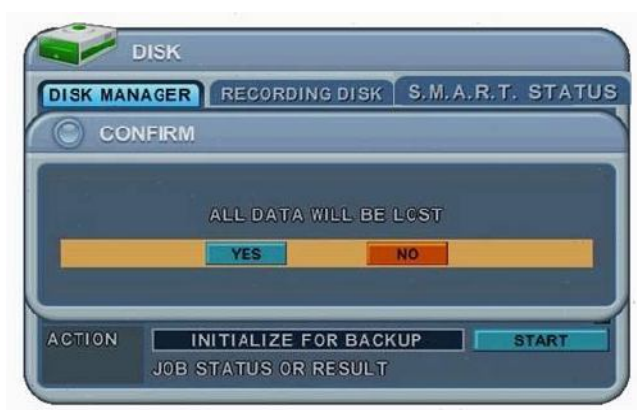 DISK
DISK MANAGER RECORDING DISK S.M.A.R.T. STATUS
CONFIRM
ALL DATA WILL BE LOST
YES NO
ACTION INITIALIZE FOR BACKUP START
JOB STATUS OR RESULT